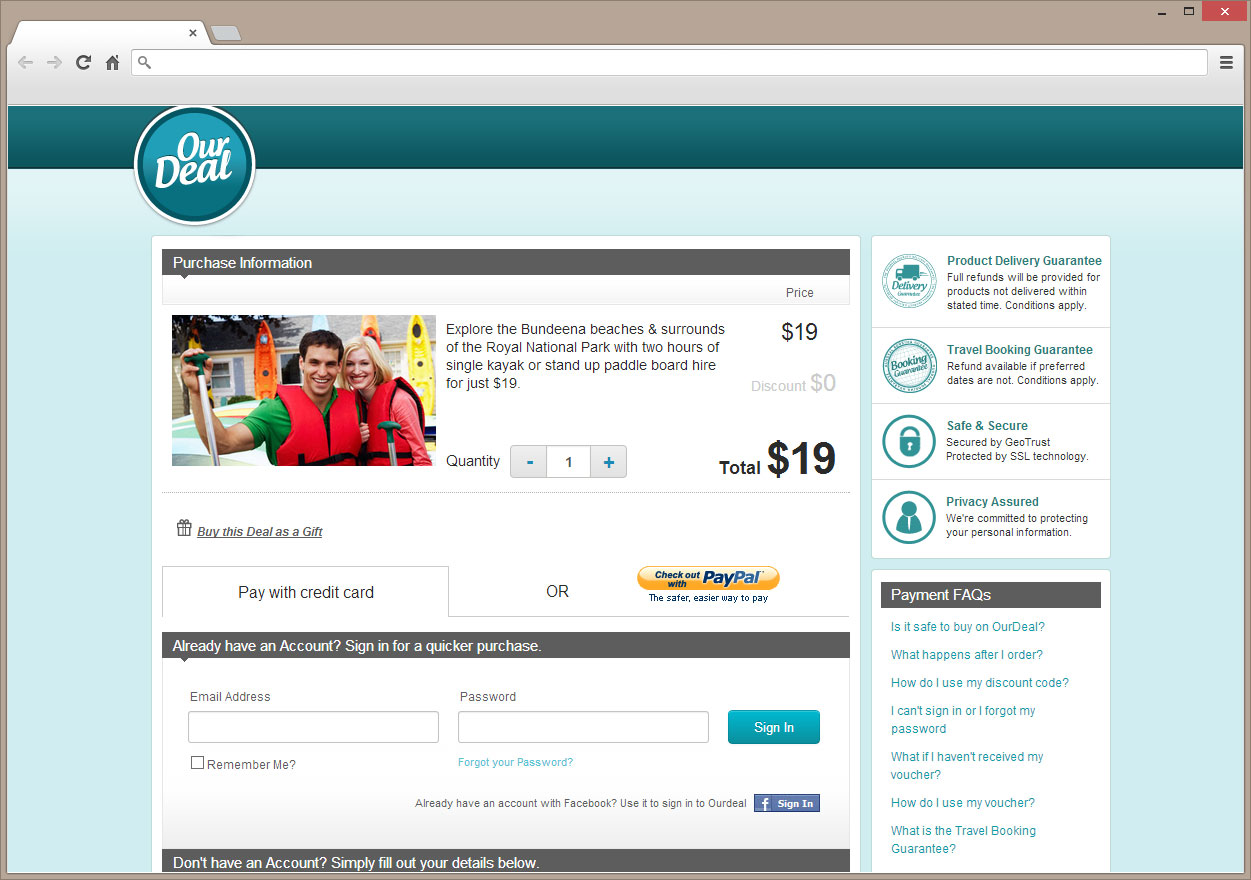 Our
Deal
Purchase Information
Price
Explore the Bundeena beaches & surrounds
of the Royal National Park with two hours of
single kayak or stand up paddle board hire
for just $19.
$19
Discount $0
Quantity - 1 +
Total $19
Buy this Deal as a Gift
Pay with credit card
OR
Check out
with PayPal
The safer, easier way to pay
Already have an Account? Sign in for a quicker purchase.
Email Address
Password
Sign In
Remember Me?
Forgot your Password?
Already have an account with Facebook? Use it to sign in to Ourdeal
f Sign In
Don't have an Account? Simply fill out your details below.
Delivery
Guarantee
Product Delivery Guarantee
Full refunds will be provided for
products not delivered within
stated time. Conditions apply.
Booking
Guarantee
Travel Booking Guarantee
Refund available if preferred
dates are not. Conditions apply.
Safe & Secure
Secured by GeoTrust
Protected by SSL technology.
Privacy Assured
We're committed to protecting
your personal information.
Payment FAQs
Is it safe to buy on OurDeal?
What happens after I order?
How do I use my discount code?
I can't sign in or I forgot my
password
What if I haven't received my
voucher?
How do I use my voucher?
What is the Travel Booking
Guarantee?